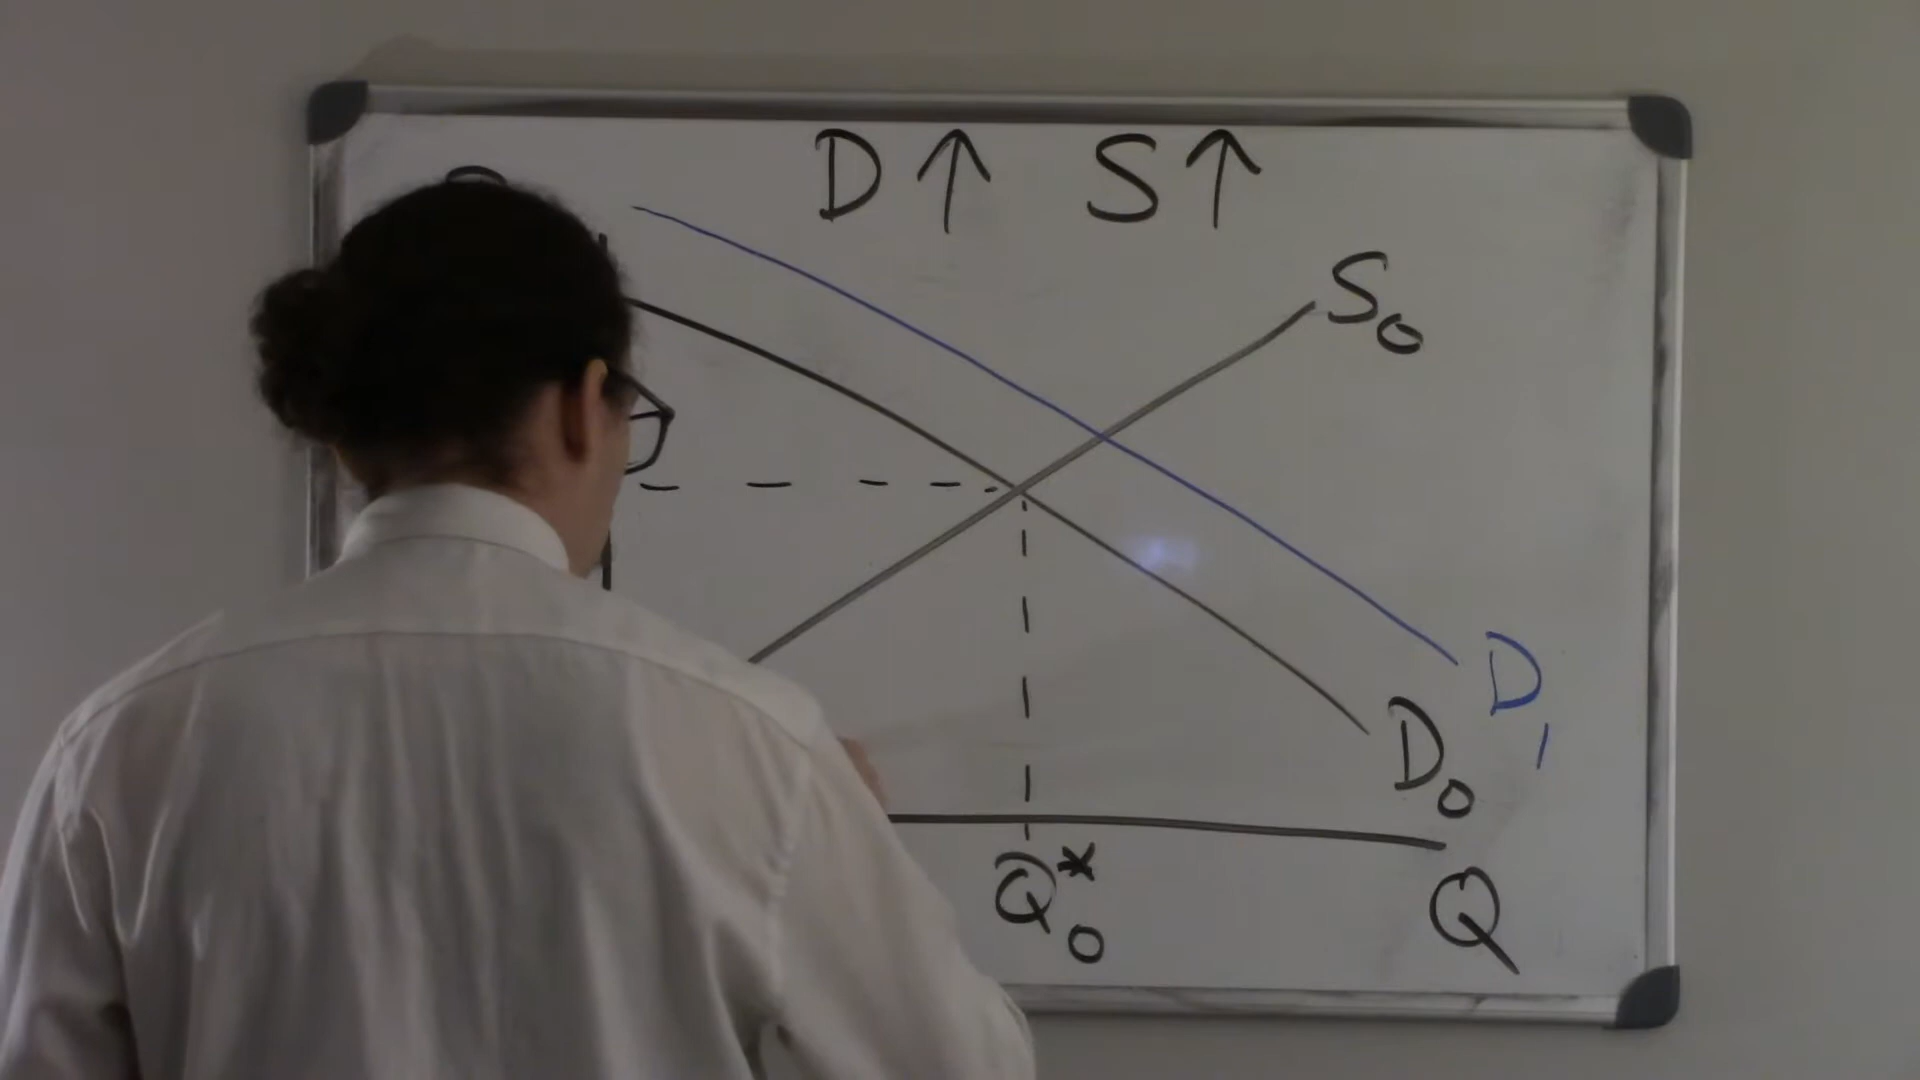 D↑ S↑
S₀
D₁
D₀
Q*₀
Q